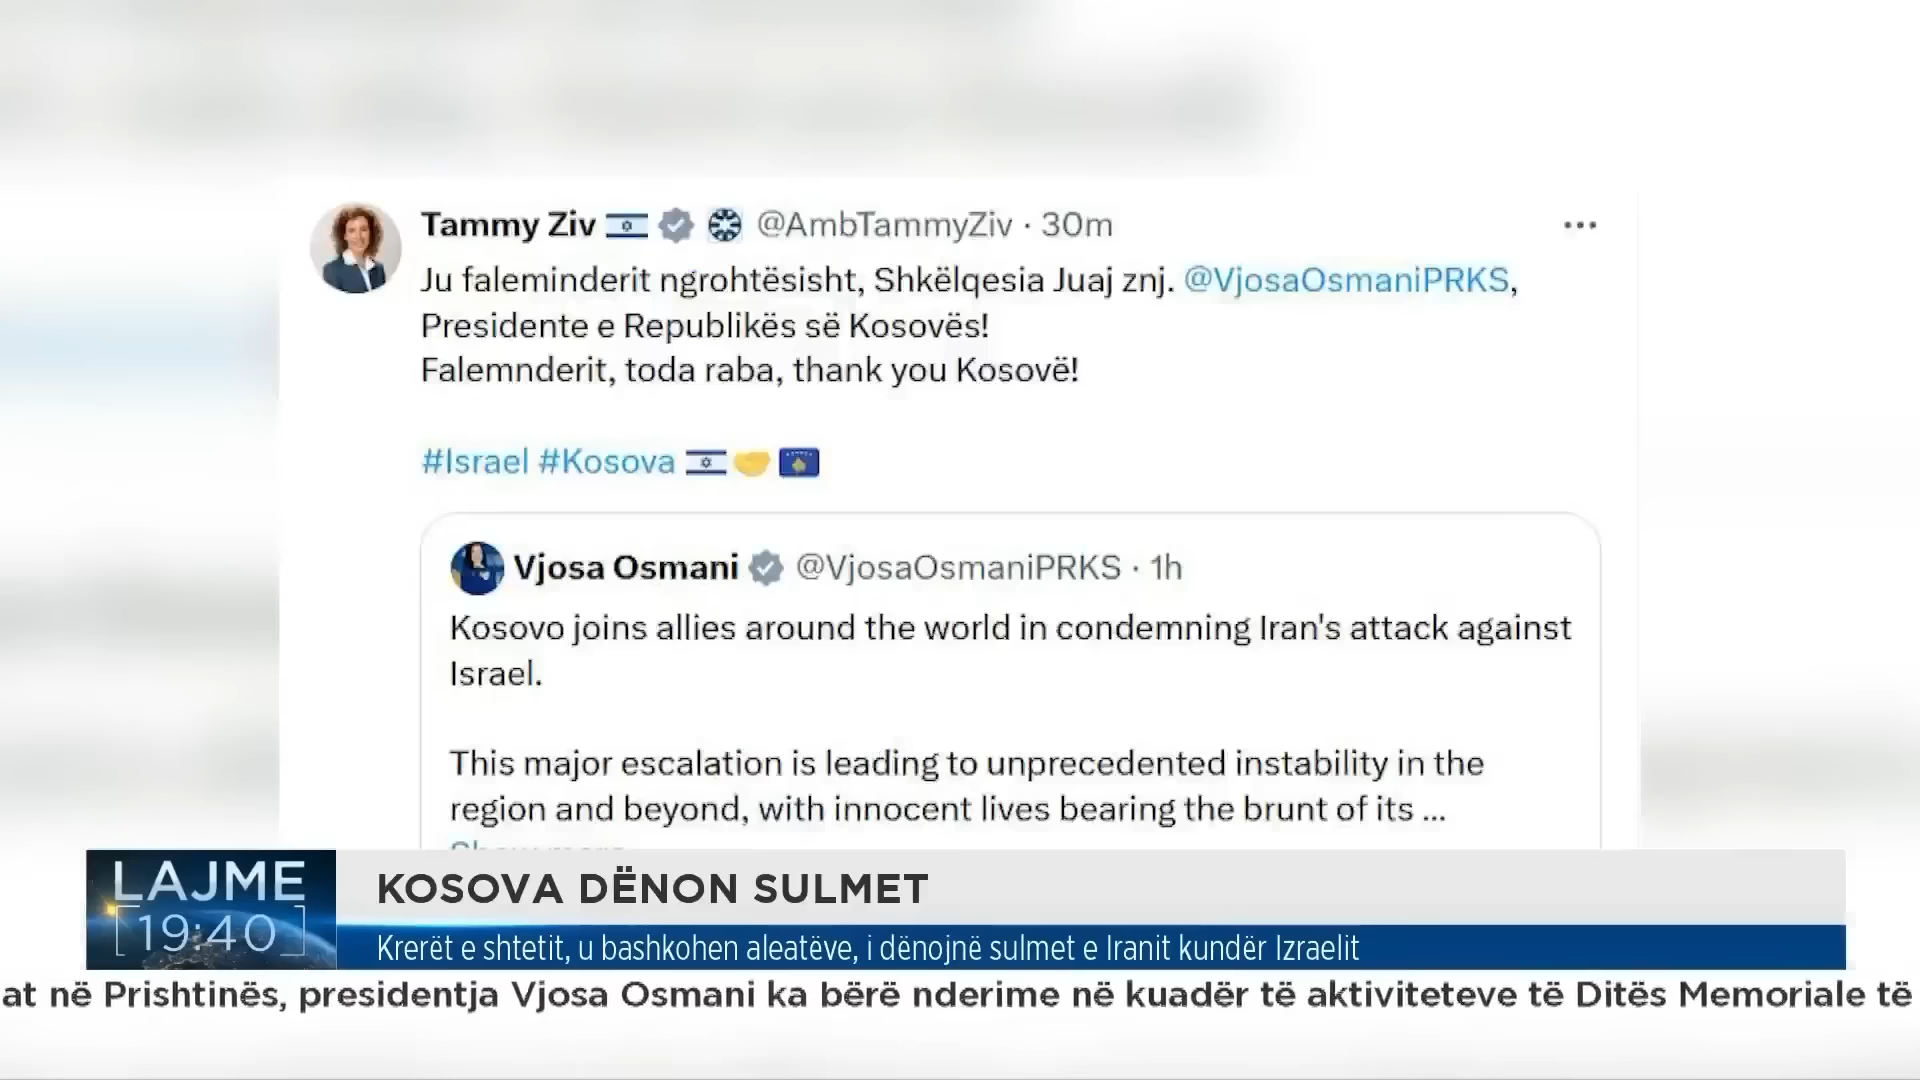 Tammy Ziv @AmbTammyZiv · 30m
Ju faleminderit ngrohtësisht, Shkëlqesia Juaj znj. @VjosaOsmaniPRKS,
Presidente e Republikës së Kosovës!
Falemnderit, toda raba, thank you Kosovë!
#Israel #Kosova
Vjosa Osmani @VjosaOsmaniPRKS · 1h
Kosovo joins allies around the world in condemning Iran's attack against
Israel.
This major escalation is leading to unprecedented instability in the
region and beyond, with innocent lives bearing the brunt of its ...
LAJME
19:40
KOSOVA DËNON SULMET
Krerët e shtetit, u bashkohen aleatëve, i dënojnë sulmet e Iranit kundër Izraelit
at në Prishtinës, presidentja Vjosa Osmani ka bërë nderime në kuadër të aktiviteteve të Ditës Memoriale të